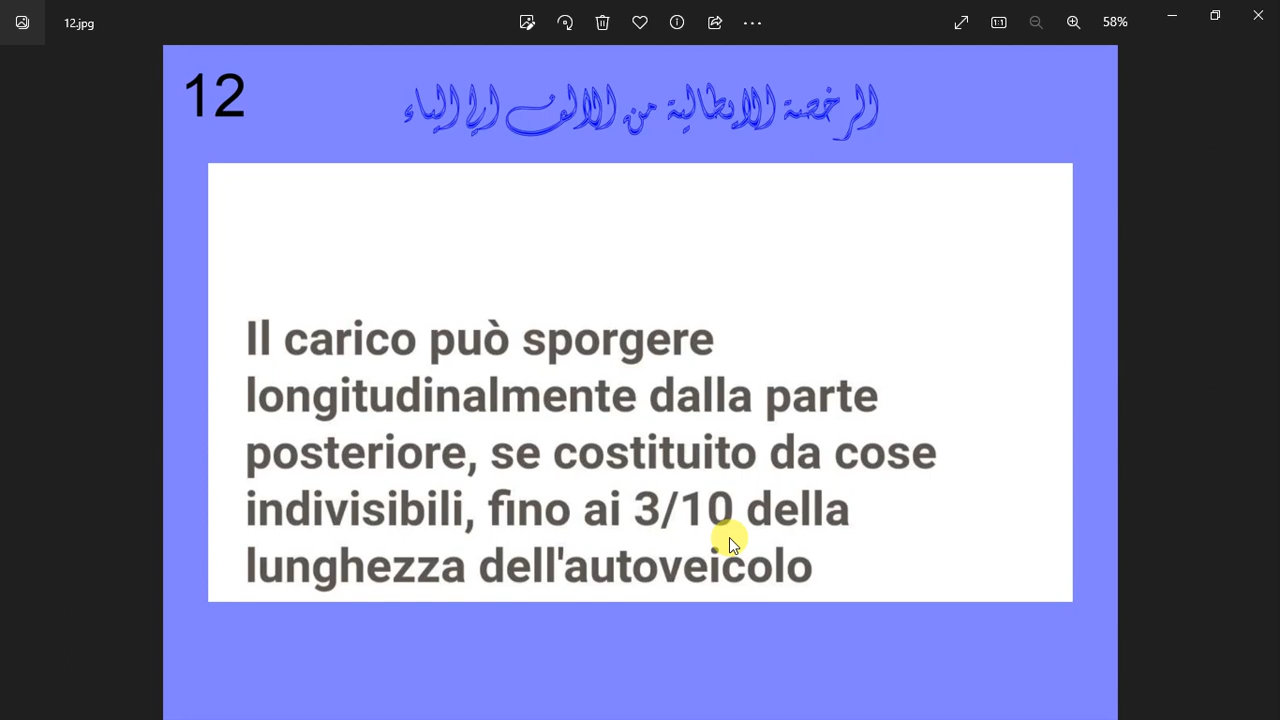 12.jpg
58%
12
الرخصة الايطالية من الالف الى الياء
Il carico può sporgere
longitudinalmente dalla parte
posteriore, se costituito da cose
indivisibili, fino ai 3/10 della
lunghezza dell'autoveicolo